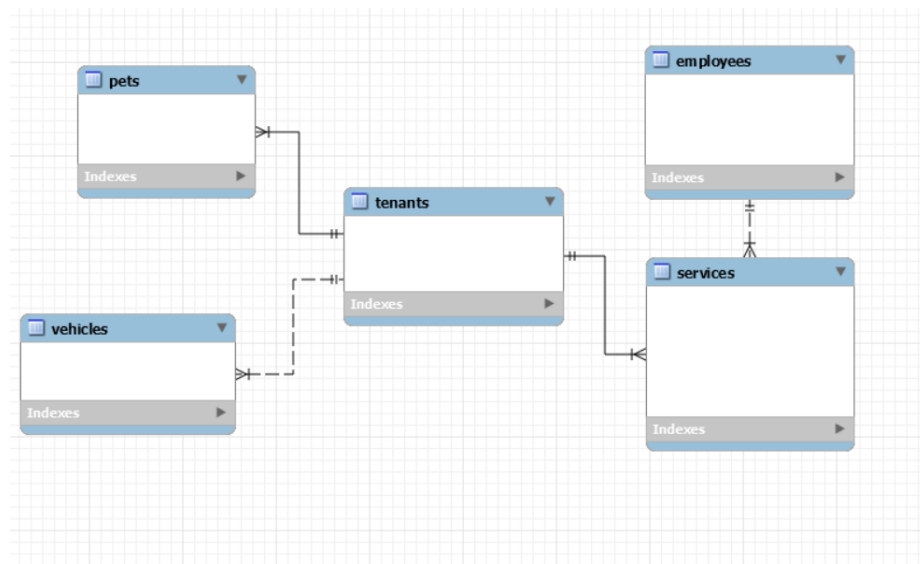 pets
Indexes
employees
Indexes
tenants
Indexes
services
Indexes
vehicles
Indexes